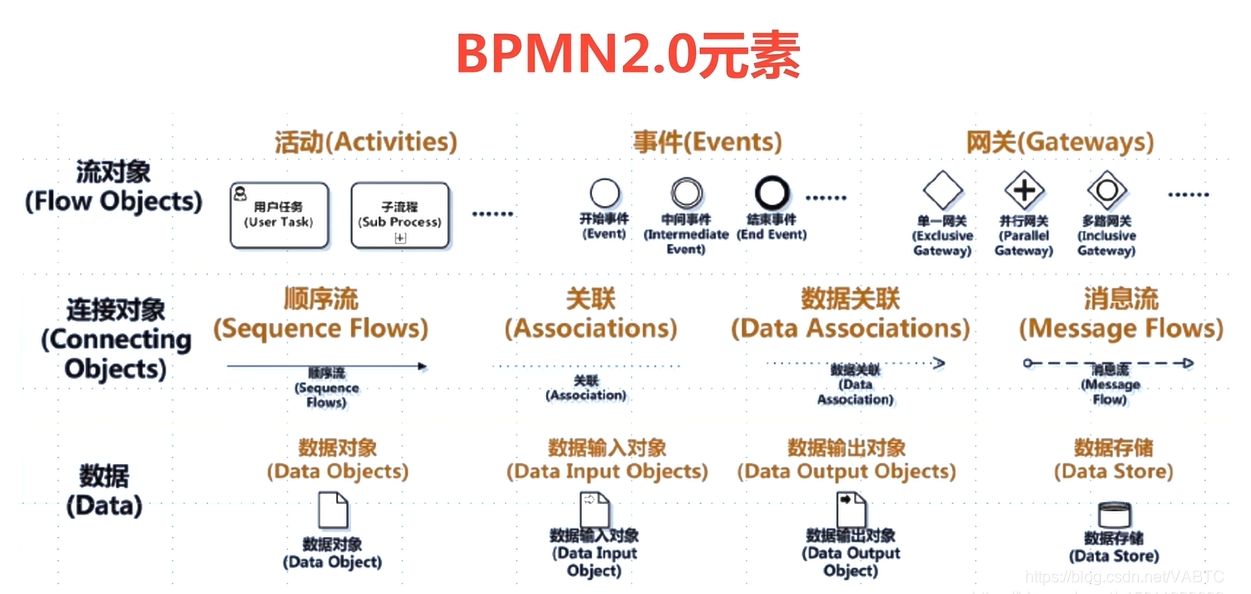 BPMN2.0元素
活动(Activities)
事件(Events)
网关(Gateways)
流对象
(Flow Objects)
用户任务
(User Task)
子流程
(Sub Process)
......
开始事件
(Event)
中间事件
(Intermediate
Event)
结束事件
(End Event)
......
单一网关
(Exclusive
Gateway)
并行网关
(Parallel
Gateway)
多路网关
(Inclusive
Gateway)
......
连接对象
(Connecting
Objects)
顺序流
(Sequence Flows)
关联
(Associations)
数据关联
(Data Associations)
消息流
(Message Flows)
顺序流
(Sequence
Flows)
关联
(Association)
数据关联
(Data
Association)
消息流
(Message
Flow)
数据
(Data)
数据对象
(Data Objects)
数据输入对象
(Data Input Objects)
数据输出对象
(Data Output Objects)
数据存储
(Data Store)
数据对象
(Data Object)
数据输入对象
(Data Input
Object)
数据输出对象
(Data Output
Object)
数据存储
(Data Store)
https://blog.csdn.net/VABTC